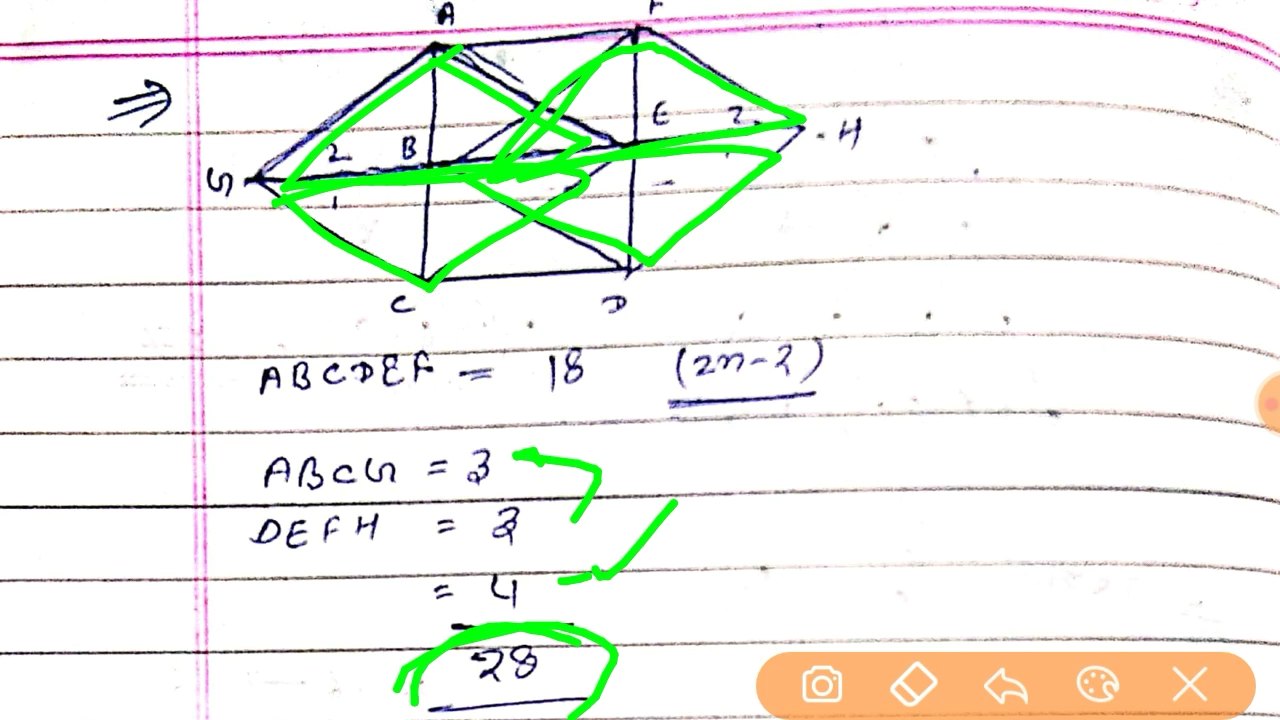 A F
⇒
E 2 H
2 B
G
1
C D
ABCDEF = 18 (2n-2)
ABCG = 3
DEFH = 3
= 4
28